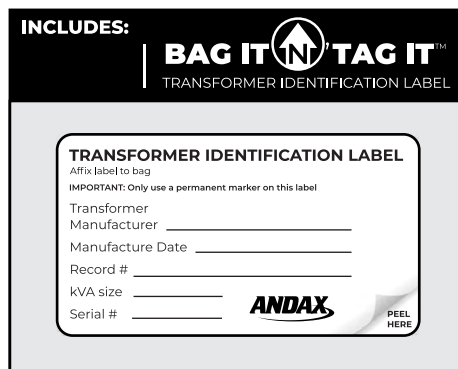 INCLUDES:
BAG IT N' TAG IT™
TRANSFORMER IDENTIFICATION LABEL
TRANSFORMER IDENTIFICATION LABEL
Affix label to bag
IMPORTANT: Only use a permanent marker on this label
Transformer
Manufacturer
Manufacture Date
Record #
kVA size
Serial #
ANDAX
PEEL
HERE